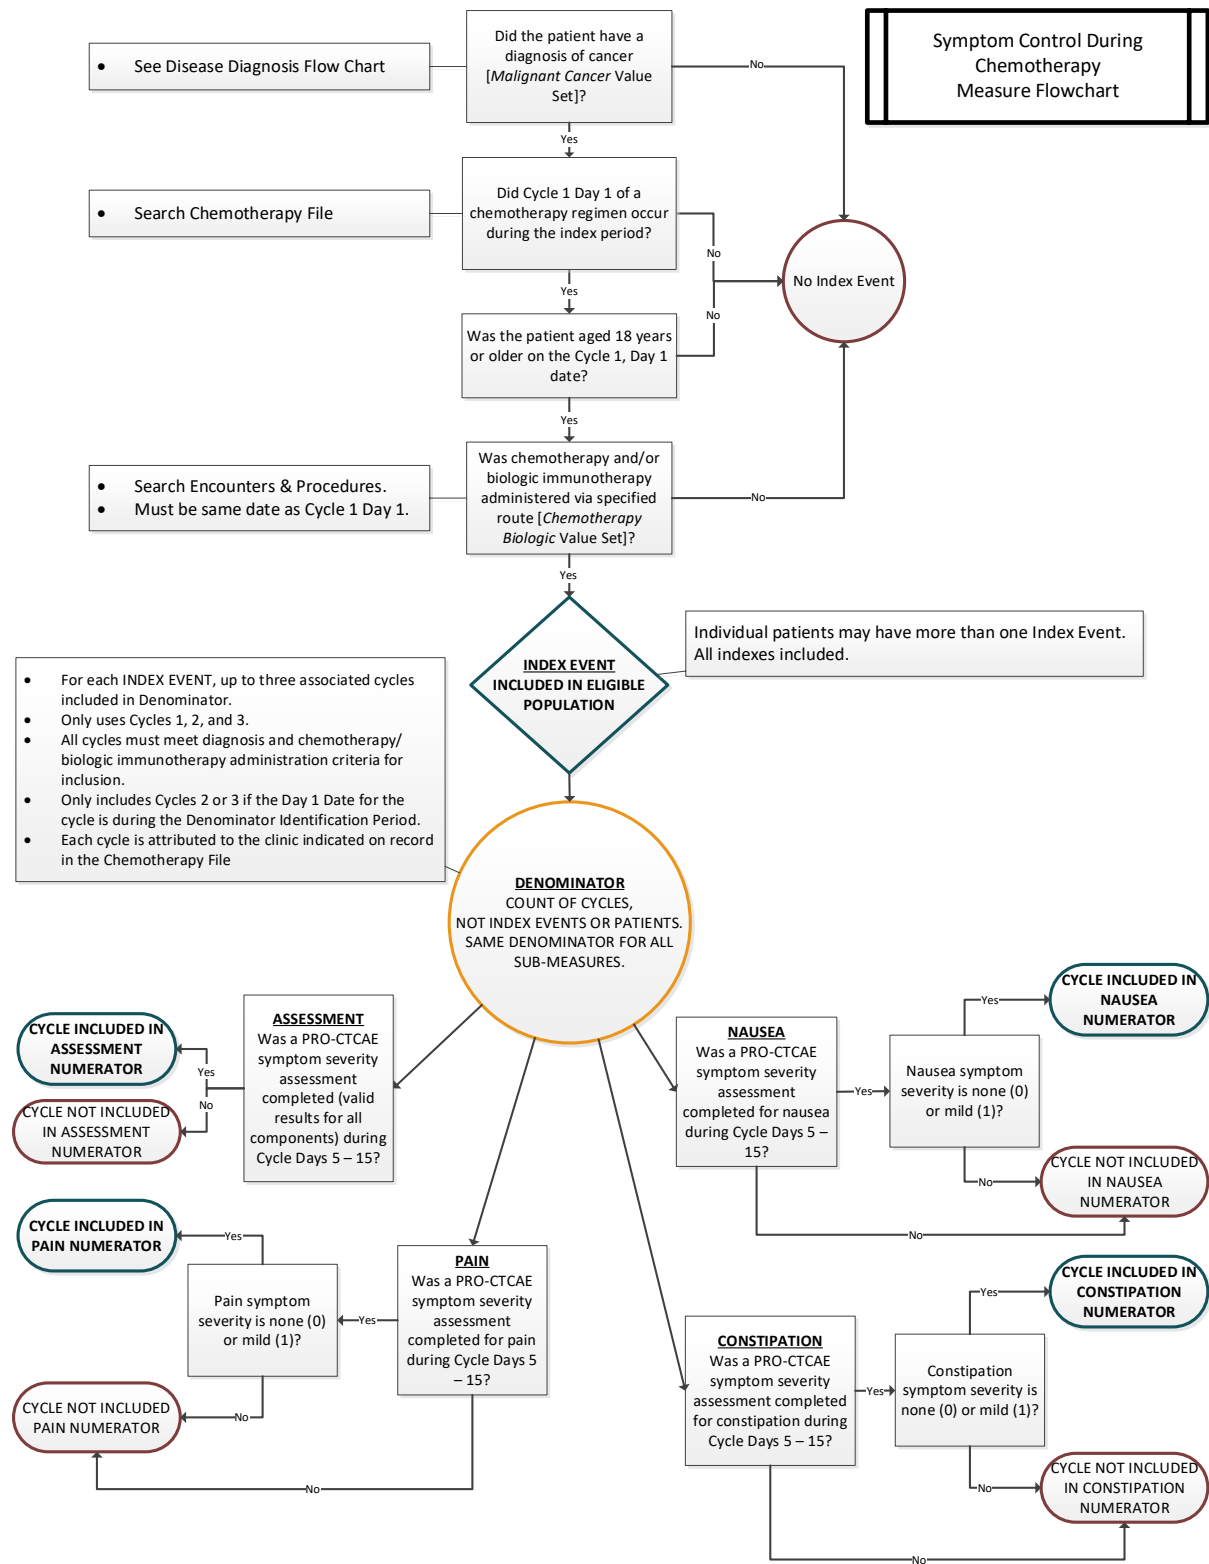 Symptom Control During
Chemotherapy
Measure Flowchart
• See Disease Diagnosis Flow Chart
Did the patient have a
diagnosis of cancer
[Malignant Cancer Value
Set]?
No
Yes
• Search Chemotherapy File
Did Cycle 1 Day 1 of a
chemotherapy regimen occur
during the index period?
No
Yes
No Index Event
Was the patient aged 18 years
or older on the Cycle 1, Day 1
date?
No
Yes
• Search Encounters & Procedures.
• Must be same date as Cycle 1 Day 1.
Was chemotherapy and/or
biologic immunotherapy
administered via specified
route [Chemotherapy
Biologic Value Set]?
No
Yes
INDEX EVENT
INCLUDED IN ELIGIBLE
POPULATION
Individual patients may have more than one Index Event.
All indexes included.
• For each INDEX EVENT, up to three associated cycles
included in Denominator.
• Only uses Cycles 1, 2, and 3.
• All cycles must meet diagnosis and chemotherapy/
biologic immunotherapy administration criteria for
inclusion.
• Only includes Cycles 2 or 3 if the Day 1 Date for the
cycle is during the Denominator Identification Period.
• Each cycle is attributed to the clinic indicated on record
in the Chemotherapy File
DENOMINATOR
COUNT OF CYCLES,
NOT INDEX EVENTS OR PATIENTS.
SAME DENOMINATOR FOR ALL
SUB-MEASURES.
ASSESSMENT
Was a PRO-CTCAE
symptom severity
assessment
completed (valid
results for all
components) during
Cycle Days 5 – 15?
Yes
No
CYCLE INCLUDED IN
ASSESSMENT
NUMERATOR
CYCLE NOT INCLUDED
IN ASSESSMENT
NUMERATOR
NAUSEA
Was a PRO-CTCAE
symptom severity
assessment
completed for nausea
during Cycle Days 5 –
15?
Yes
No
Nausea symptom
severity is none (0)
or mild (1)?
Yes
No
CYCLE INCLUDED IN
NAUSEA
NUMERATOR
CYCLE NOT INCLUDED
IN NAUSEA
NUMERATOR
PAIN
Was a PRO-CTCAE
symptom severity
assessment
completed for pain
during Cycle Days 5
– 15?
Yes
No
Pain symptom
severity is none (0)
or mild (1)?
Yes
No
CYCLE INCLUDED IN
PAIN NUMERATOR
CYCLE NOT INCLUDED
PAIN NUMERATOR
CONSTIPATION
Was a PRO-CTCAE
symptom severity
assessment completed
for constipation during
Cycle Days 5 – 15?
Yes
No
Constipation
symptom severity is
none (0) or mild (1)?
Yes
No
CYCLE INCLUDED IN
CONSTIPATION
NUMERATOR
CYCLE NOT INCLUDED
IN CONSTIPATION
NUMERATOR